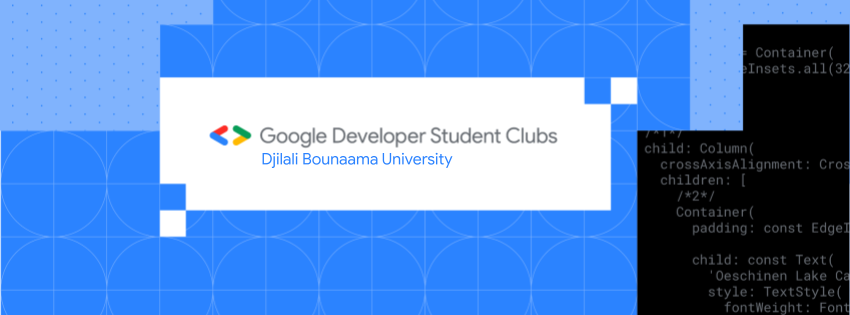 Google Developer Student Clubs
Djilali Bounaama University
= Container(
eInsets.all(32
/*1*/
child: Column(
crossAxisAlignment: Cros
children: [
/*2*/
Container(
padding: const EdgeI
child: const Text(
'Oeschinen Lake Ca
style: TextStyle(
fontWeight: Font